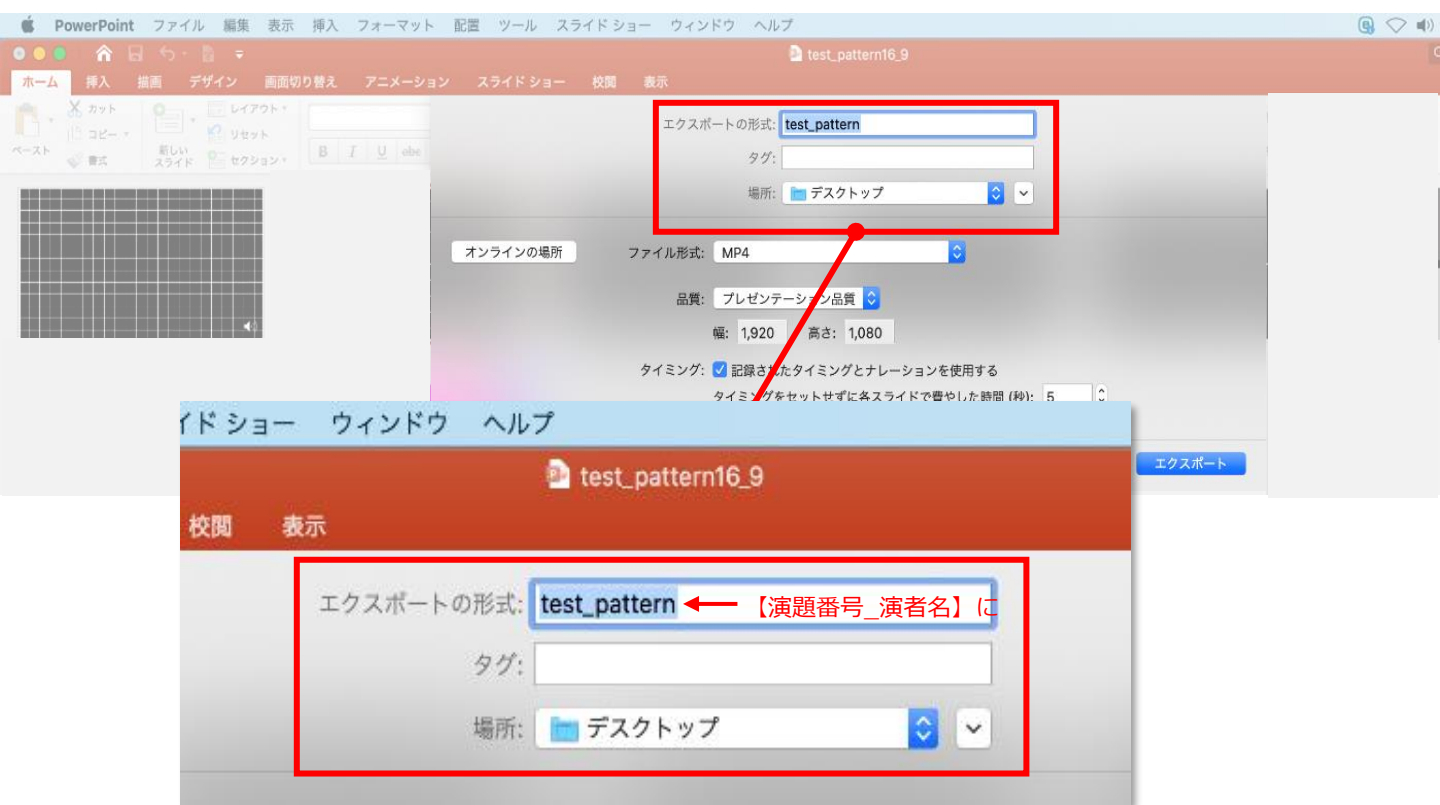 PowerPoint ファイル 編集 表示 挿入 フォーマット 配置 ツール スライド ショー ウィンドウ ヘルプ
test_pattern16_9
ホーム 挿入 描画 デザイン 画面切り替え アニメーション スライド ショー 校閲 表示
ペースト
カット
コピー
書式
新しい
スライド
レイアウト
リセット
セクション
B I U abc
エクスポートの形式: test_pattern
タグ:
場所: デスクトップ
オンラインの場所 ファイル形式: MP4
品質: プレゼンテーション品質
幅: 1,920 高さ: 1,080
タイミング: 記録されたタイミングとナレーションを使用する
タイミングをセットせずに各スライドで費やした時間 (秒): 5
エクスポート
イド ショー ウィンドウ ヘルプ
test_pattern16_9
校閲 表示
エクスポートの形式: test_pattern 【演題番号_演者名】に
タグ:
場所: デスクトップ